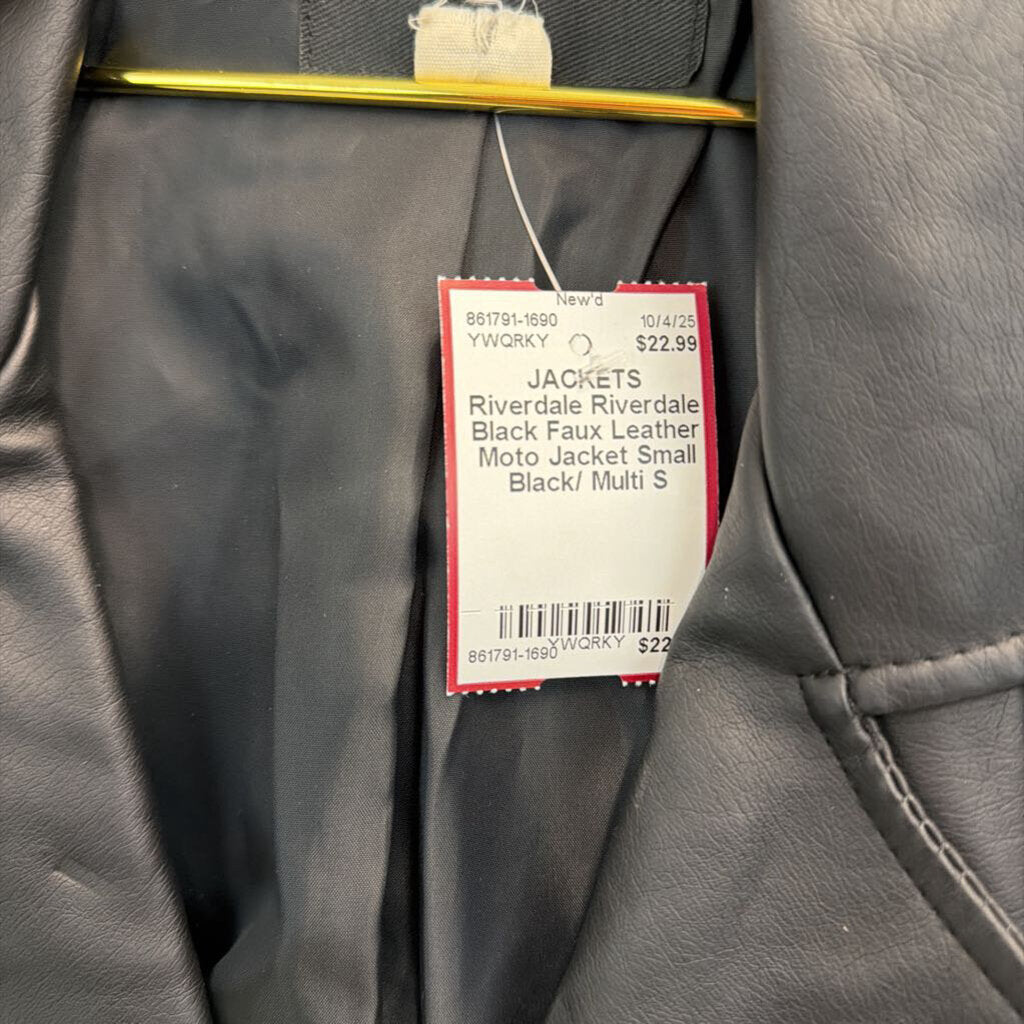 New'd
861791-1690 10/4/25
YWQRKY $22.99
JACKETS
Riverdale Riverdale
Black Faux Leather
Moto Jacket Small
Black/ Multi S
861791-1690 YWQRKY $22